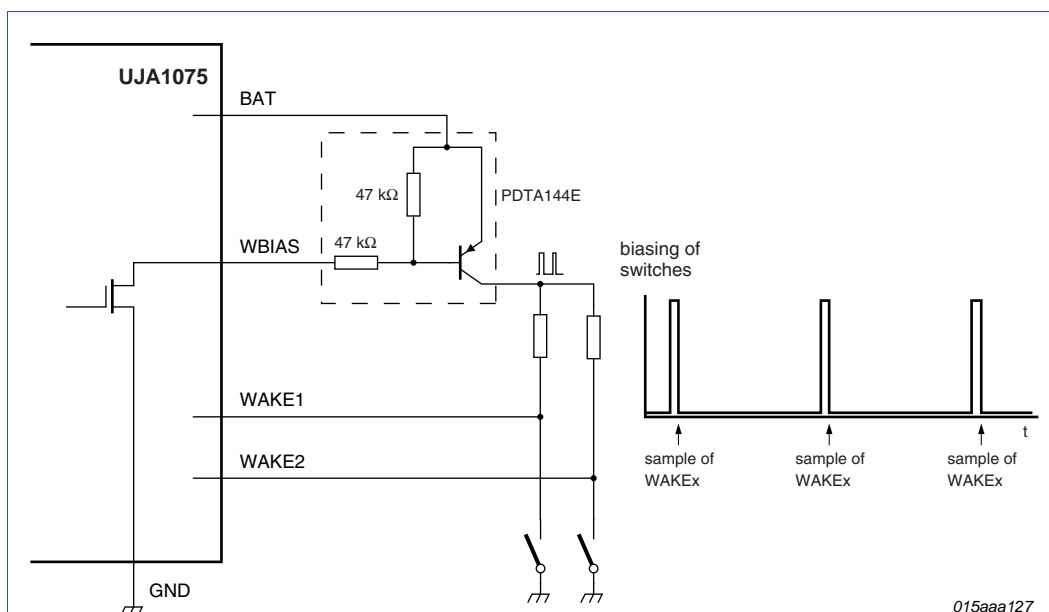 UJA1075
BAT
47 kΩ
PDTA144E
WBIAS
47 kΩ
biasing of
switches
WAKE1
WAKE2
t
sample of
WAKEx
sample of
WAKEx
sample of
WAKEx
GND
015aaa127